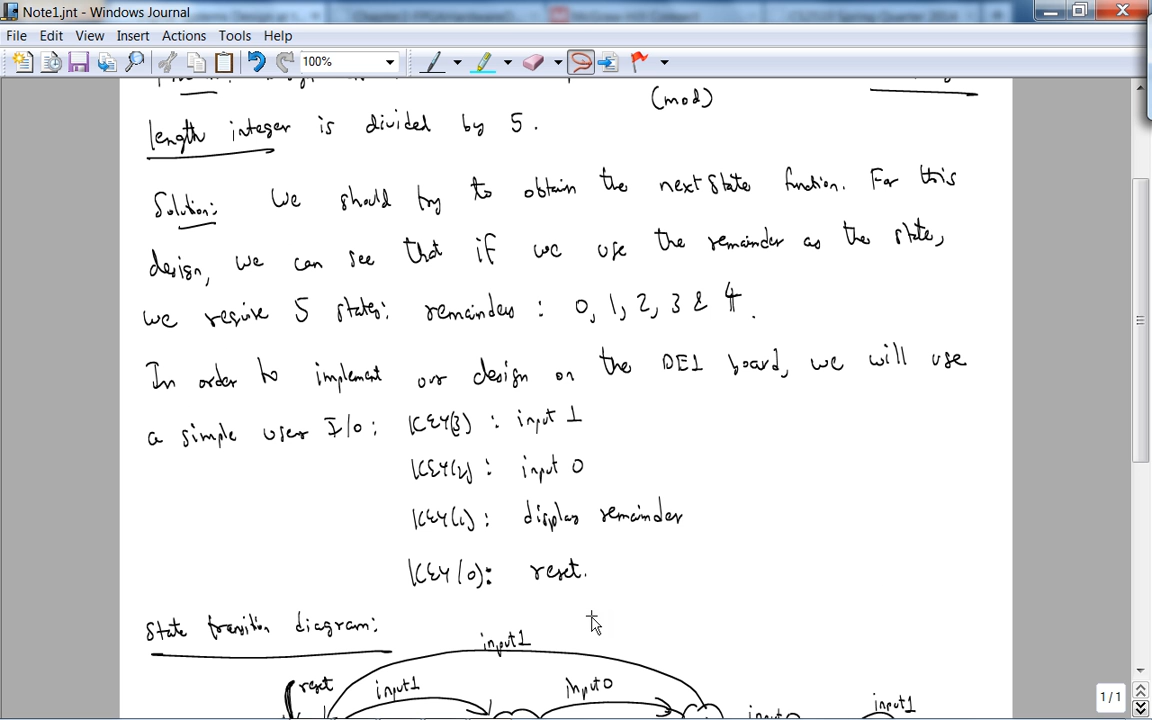 Note1.jnt - Windows Journal
File Edit View Insert Actions Tools Help
100%
(mod)
length integer is divided by 5.
Solution: We should try to obtain the next state function. For this
design, we can see that if we use the remainder as the state,
we require 5 states: remainders : 0, 1, 2, 3 & 4.
In order to implement our design on the DE1 board, we will use
a simple user I/o: KEY(3) : input 1
KEY(2) : input 0
KEY(1) : display remainder
KEY(0): reset.
State transition diagram:
input1
reset input1 input0
input1
1/1